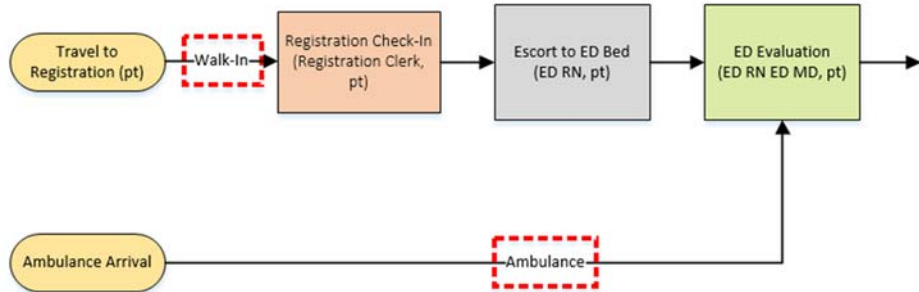 Travel to
Registration (pt)
Walk-In
Registration Check-In
(Registration Clerk,
pt)
Escort to ED Bed
(ED RN, pt)
ED Evaluation
(ED RN ED MD, pt)
Ambulance Arrival
Ambulance